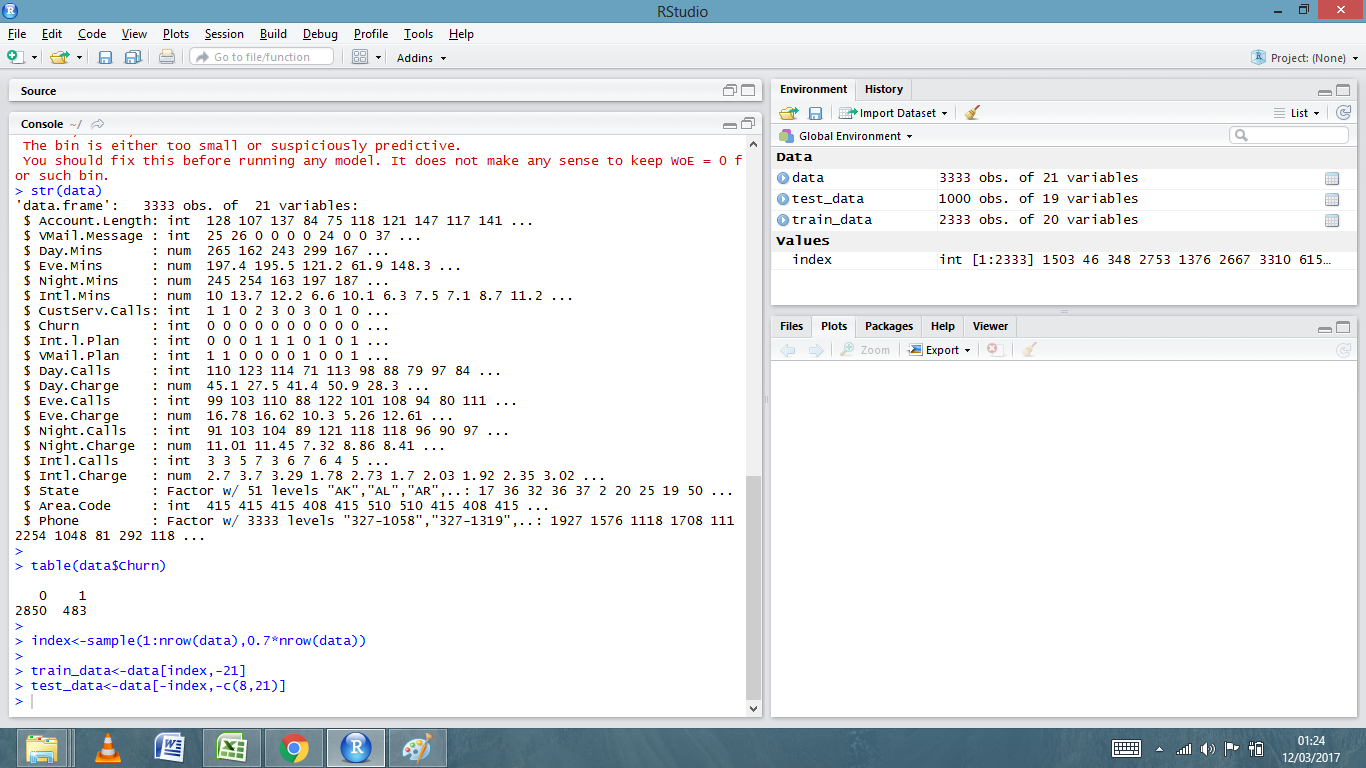 RStudio
File Edit Code View Plots Session Build Debug Profile Tools Help
Go to file/function Addins Project: (None)
Source
Console ~/
The bin is either too small or suspiciously predictive.
You should fix this before running any model. It does not make any sense to keep WoE = 0 f
or such bin.
> str(data)
'data.frame': 3333 obs. of 21 variables:
$ Account.Length: int 128 107 137 84 75 118 121 147 117 141 ...
$ VMail.Message : int 25 26 0 0 0 0 24 0 0 37 ...
$ Day.Mins : num 265 162 243 299 167 ...
$ Eve.Mins : num 197.4 195.5 121.2 61.9 148.3 ...
$ Night.Mins : num 245 254 163 197 187 ...
$ Intl.Mins : num 10 13.7 12.2 6.6 10.1 6.3 7.5 7.1 8.7 11.2 ...
$ CustServ.Calls: int 1 1 0 2 3 0 3 0 1 0 ...
$ Churn : int 0 0 0 0 0 0 0 0 0 0 ...
$ Int.l.Plan : int 0 0 0 1 1 1 0 1 0 1 ...
$ VMail.Plan : int 1 1 0 0 0 0 1 0 0 1 ...
$ Day.Calls : int 110 123 114 71 113 98 88 79 97 84 ...
$ Day.Charge : num 45.1 27.5 41.4 50.9 28.3 ...
$ Eve.Calls : int 99 103 110 88 122 101 108 94 80 111 ...
$ Eve.Charge : num 16.78 16.62 10.3 5.26 12.61 ...
$ Night.Calls : int 91 103 104 89 121 118 118 96 90 97 ...
$ Night.Charge : num 11.01 11.45 7.32 8.86 8.41 ...
$ Intl.Calls : int 3 3 5 7 3 6 7 6 4 5 ...
$ Intl.Charge : num 2.7 3.7 3.29 1.78 2.73 1.7 2.03 1.92 2.35 3.02 ...
$ State : Factor w/ 51 levels "AK","AL","AR",..: 17 36 32 36 37 2 20 25 19 50 ...
$ Area.Code : int 415 415 415 408 415 510 510 415 408 415 ...
$ Phone : Factor w/ 3333 levels "327-1058","327-1319",..: 1927 1576 1118 1708 111
2254 1048 81 292 118 ...
>
> table(data$Churn)
0 1
2850 483
>
> index<-sample(1:nrow(data),0.7*nrow(data))
>
> train_data<-data[index,-21]
> test_data<-data[-index,-c(8,21)]
>
Environment History
Import Dataset List
Global Environment
Data
data 3333 obs. of 21 variables
test_data 1000 obs. of 19 variables
train_data 2333 obs. of 20 variables
Values
index int [1:2333] 1503 46 348 2753 1376 2667 3310 615…
Files Plots Packages Help Viewer
Zoom Export
01:24
12/03/2017